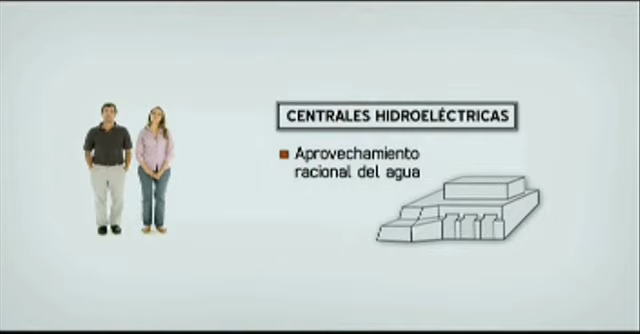 CENTRALES HIDROELÉCTRICAS
Aprovechamiento
racional del agua